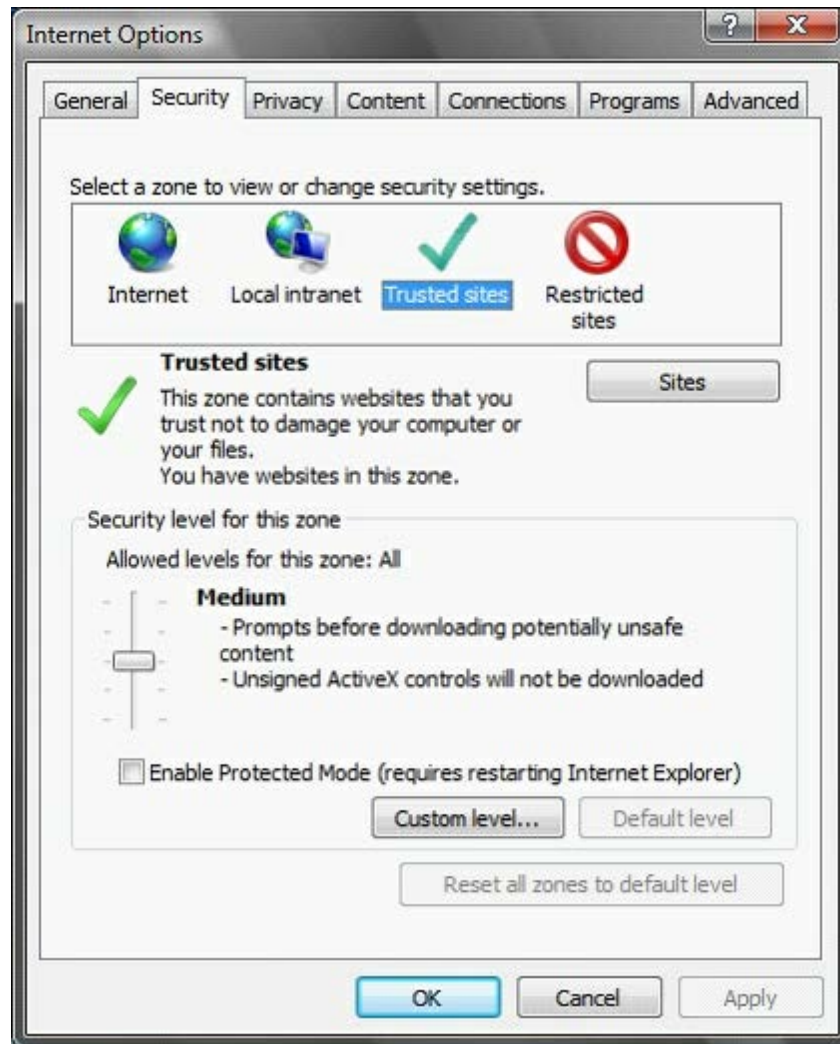 Internet Options
?
X
General Security Privacy Content Connections Programs Advanced
Select a zone to view or change security settings.
Internet Local intranet Trusted sites Restricted
sites
Trusted sites
Sites
This zone contains websites that you
trust not to damage your computer or
your files.
You have websites in this zone.
Security level for this zone
Allowed levels for this zone: All
Medium
- Prompts before downloading potentially unsafe
content
- Unsigned ActiveX controls will not be downloaded
Enable Protected Mode (requires restarting Internet Explorer)
Custom level... Default level
Reset all zones to default level
OK Cancel Apply